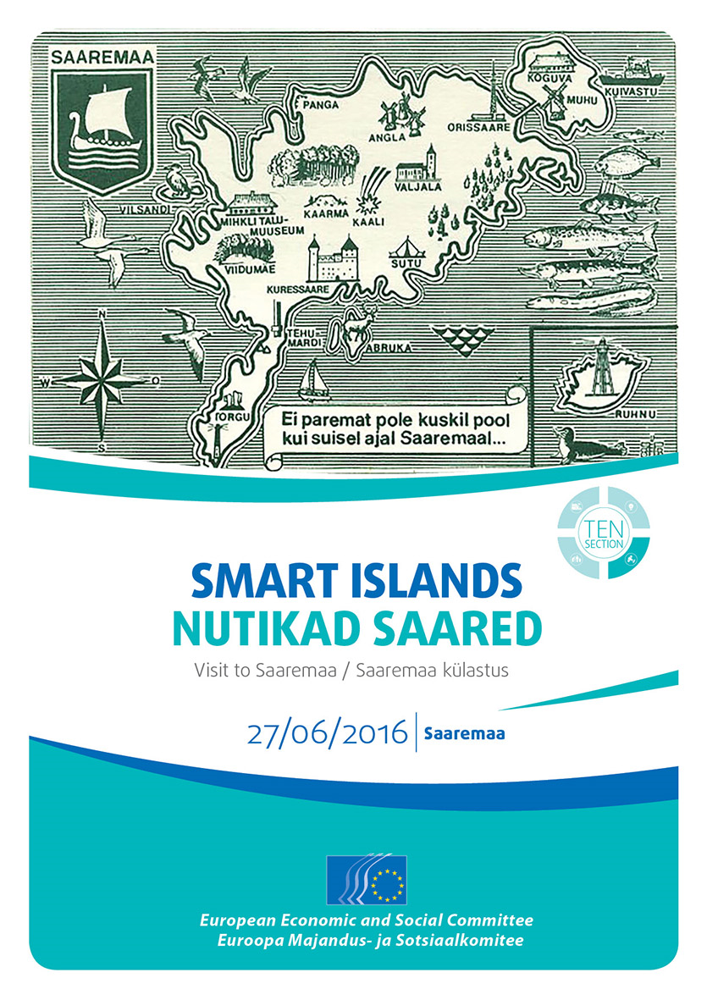 SAAREMAA
KOGUVA
KUIVASTU
MUHU
PANGA
ANGLA
ORISSAARE
VALJALA
VILSANDI
MIHKLI TALU-
MUUSEUM
KAARMA
KAALI
VIIDUMÄE
SUTU
KURESSAARE
N
W
O
S
TEHU-
MARDI
ABRUKA
TORGU
RUHNU
Ei paremat pole kuskil pool
kui suisel ajal Saaremaal...
TEN
SECTION
SMART ISLANDS
NUTIKAD SAARED
Visit to Saaremaa / Saaremaa külastus
27/06/2016 | Saaremaa
European Economic and Social Committee
Euroopa Majandus- ja Sotsiaalkomitee